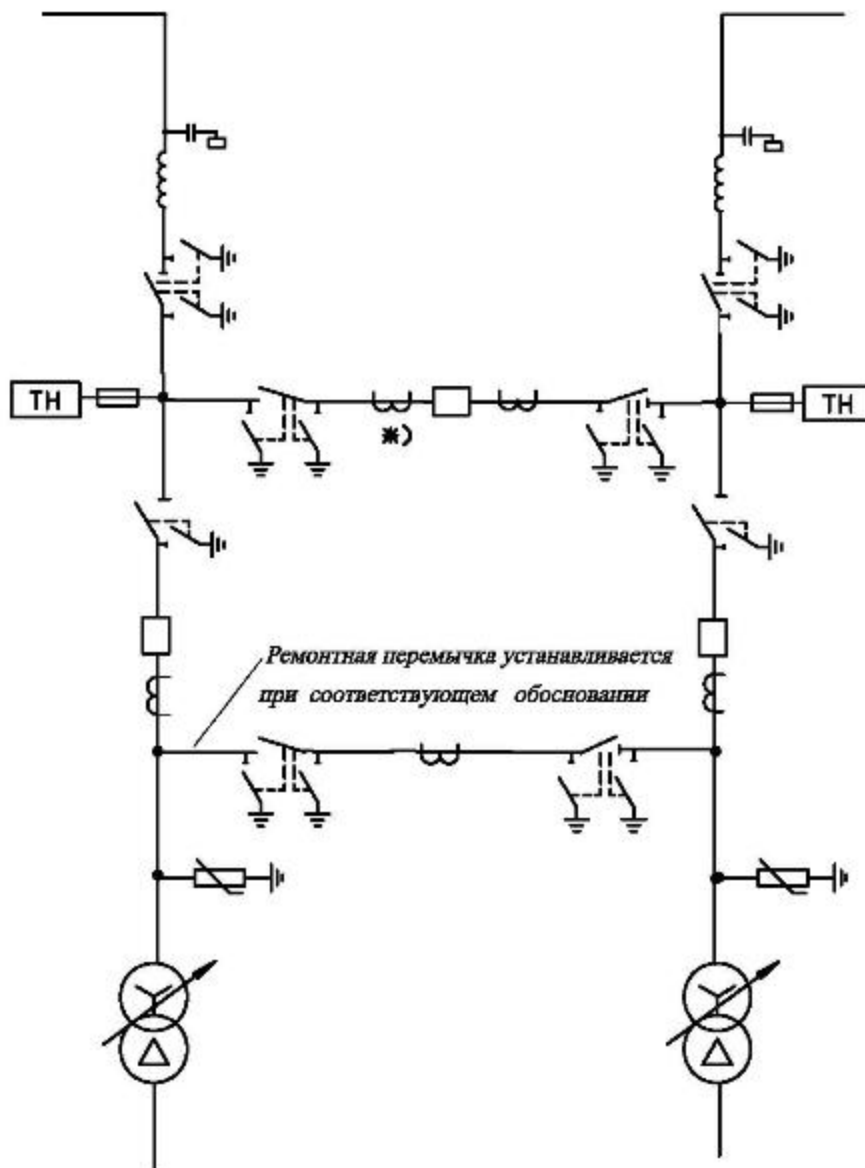 ТН
ТН
*)
Ремонтная перемычка устанавливается
при соответствующем обосновании